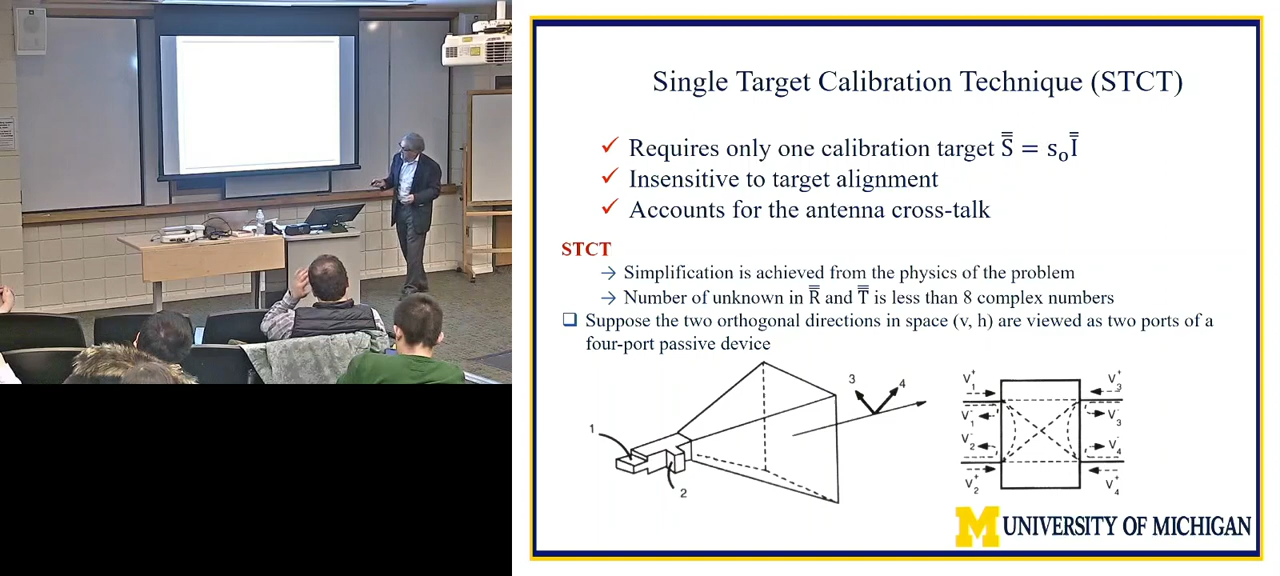 Single Target Calibration Technique (STCT)
✓ Requires only one calibration target S̿ = s₀I̿
✓ Insensitive to target alignment
✓ Accounts for the antenna cross-talk
STCT
→ Simplification is achieved from the physics of the problem
→ Number of unknown in R̿ and T̿ is less than 8 complex numbers
❑ Suppose the two orthogonal directions in space (v, h) are viewed as two ports of a
four-port passive device
1
2
3
4
V₁⁺
V₁⁻
V₂⁻
V₂⁺
V₃⁺
V₃⁻
V₄⁻
V₄⁺
M UNIVERSITY OF MICHIGAN